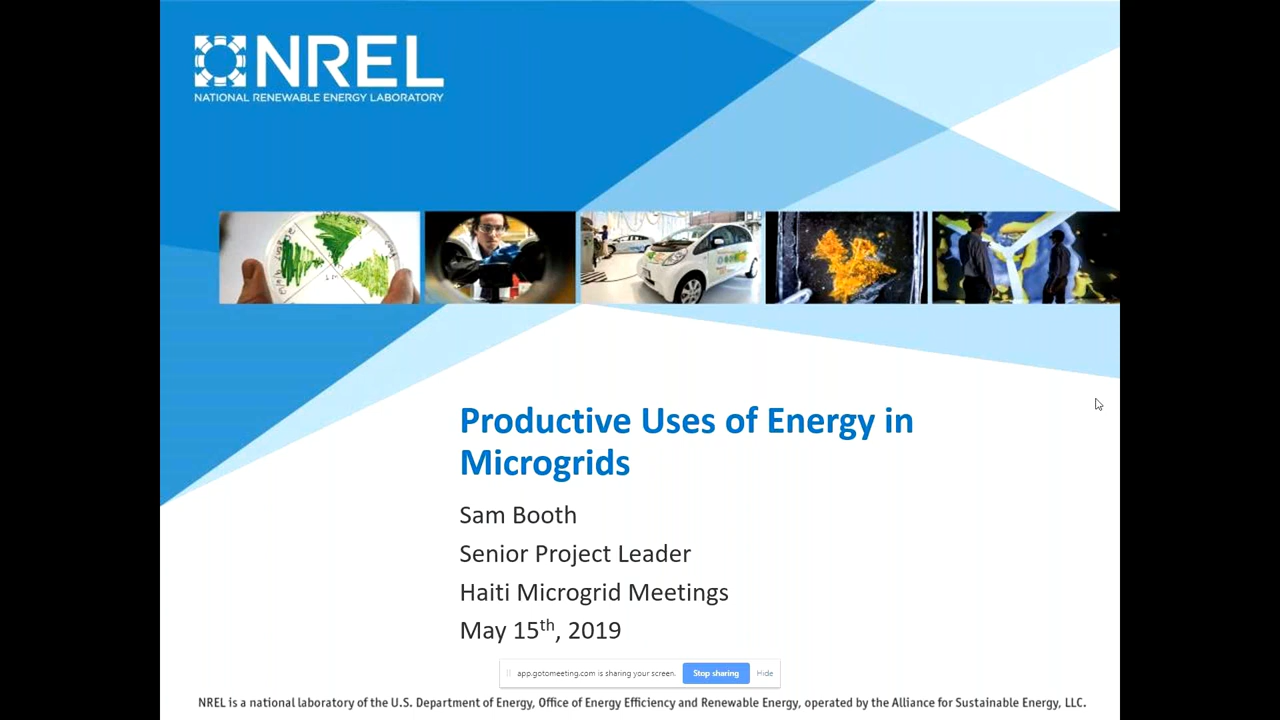 NREL
NATIONAL RENEWABLE ENERGY LABORATORY
Productive Uses of Energy in
Microgrids
Sam Booth
Senior Project Leader
Haiti Microgrid Meetings
May 15th, 2019
app.gotomeeting.com is sharing your screen. Stop sharing Hide
NREL is a national laboratory of the U.S. Department of Energy, Office of Energy Efficiency and Renewable Energy, operated by the Alliance for Sustainable Energy, LLC.